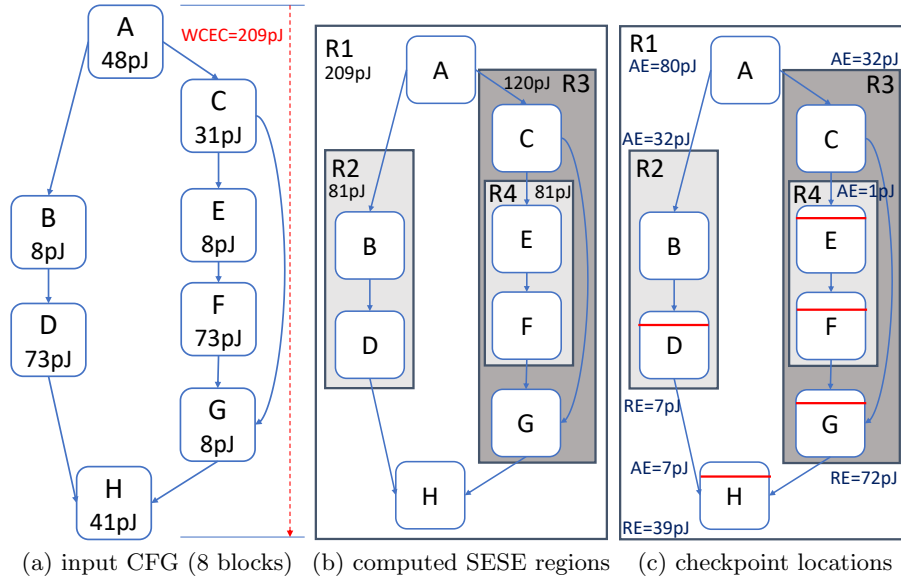 A
48pJ
WCEC=209pJ
C
31pJ
B
8pJ
E
8pJ
D
73pJ
F
73pJ
G
8pJ
H
41pJ
(a) input CFG (8 blocks)
R1
209pJ
A
120pJ
R3
C
R2
81pJ
R4
81pJ
B
E
D
F
G
H
(b) computed SESE regions
R1
AE=80pJ
A
AE=32pJ
R3
C
AE=32pJ
R2
R4
AE=1pJ
B
E
D
F
RE=7pJ
G
AE=7pJ
RE=72pJ
H
RE=39pJ
(c) checkpoint locations